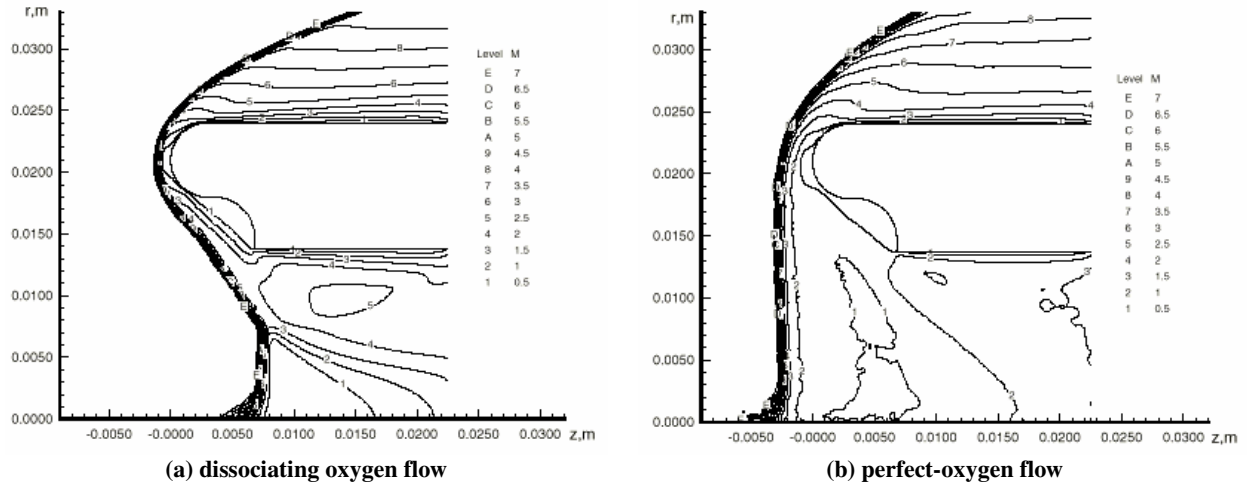 r,m
0.0300
0.0250
0.0200
0.0150
0.0100
0.0050
0.0000
-0.0050 -0.0000 0.0050 0.0100 0.0150 0.0200 0.0250 0.0300 z,m
Level M
E 7
D 6.5
C 6
B 5.5
A 5
9 4.5
8 4
7 3.5
6 3
5 2.5
4 2
3 1.5
2 1
1 0.5
(a) dissociating oxygen flow
r,m
0.0300
0.0250
0.0200
0.0150
0.0100
0.0050
0.0000
-0.0050 -0.0000 0.0050 0.0100 0.0150 0.0200 0.0250 0.0300 z,m
Level M
E 7
D 6.5
C 6
B 5.5
A 5
9 4.5
8 4
7 3.5
6 3
5 2.5
4 2
3 1.5
2 1
1 0.5
(b) perfect-oxygen flow